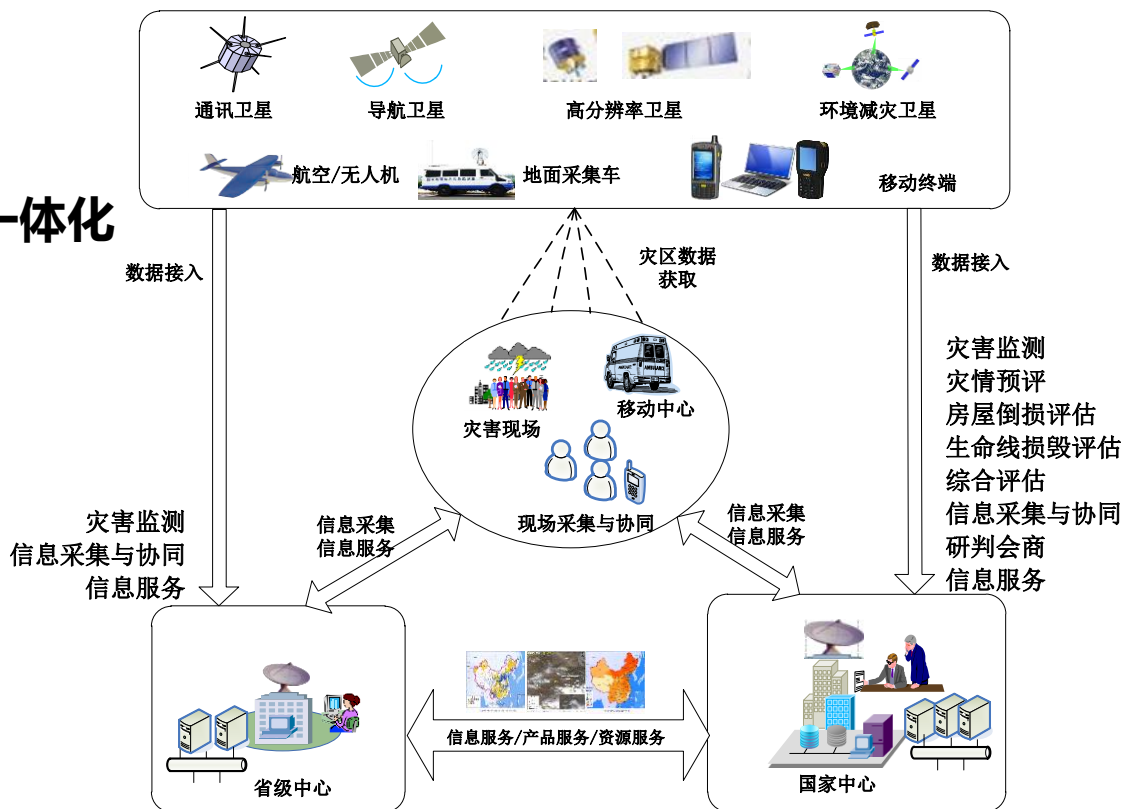 通讯卫星
导航卫星
高分辨率卫星
环境减灾卫星
航空/无人机
地面采集车
移动终端
一体化
数据接入
灾区数据
获取
数据接入
灾害现场
移动中心
现场采集与协同
灾害监测
灾情预评
房屋倒损评估
生命线损毁评估
综合评估
信息采集与协同
研判会商
信息服务
灾害监测
信息采集与协同
信息服务
信息采集
信息服务
信息采集
信息服务
信息服务/产品服务/资源服务
省级中心
国家中心